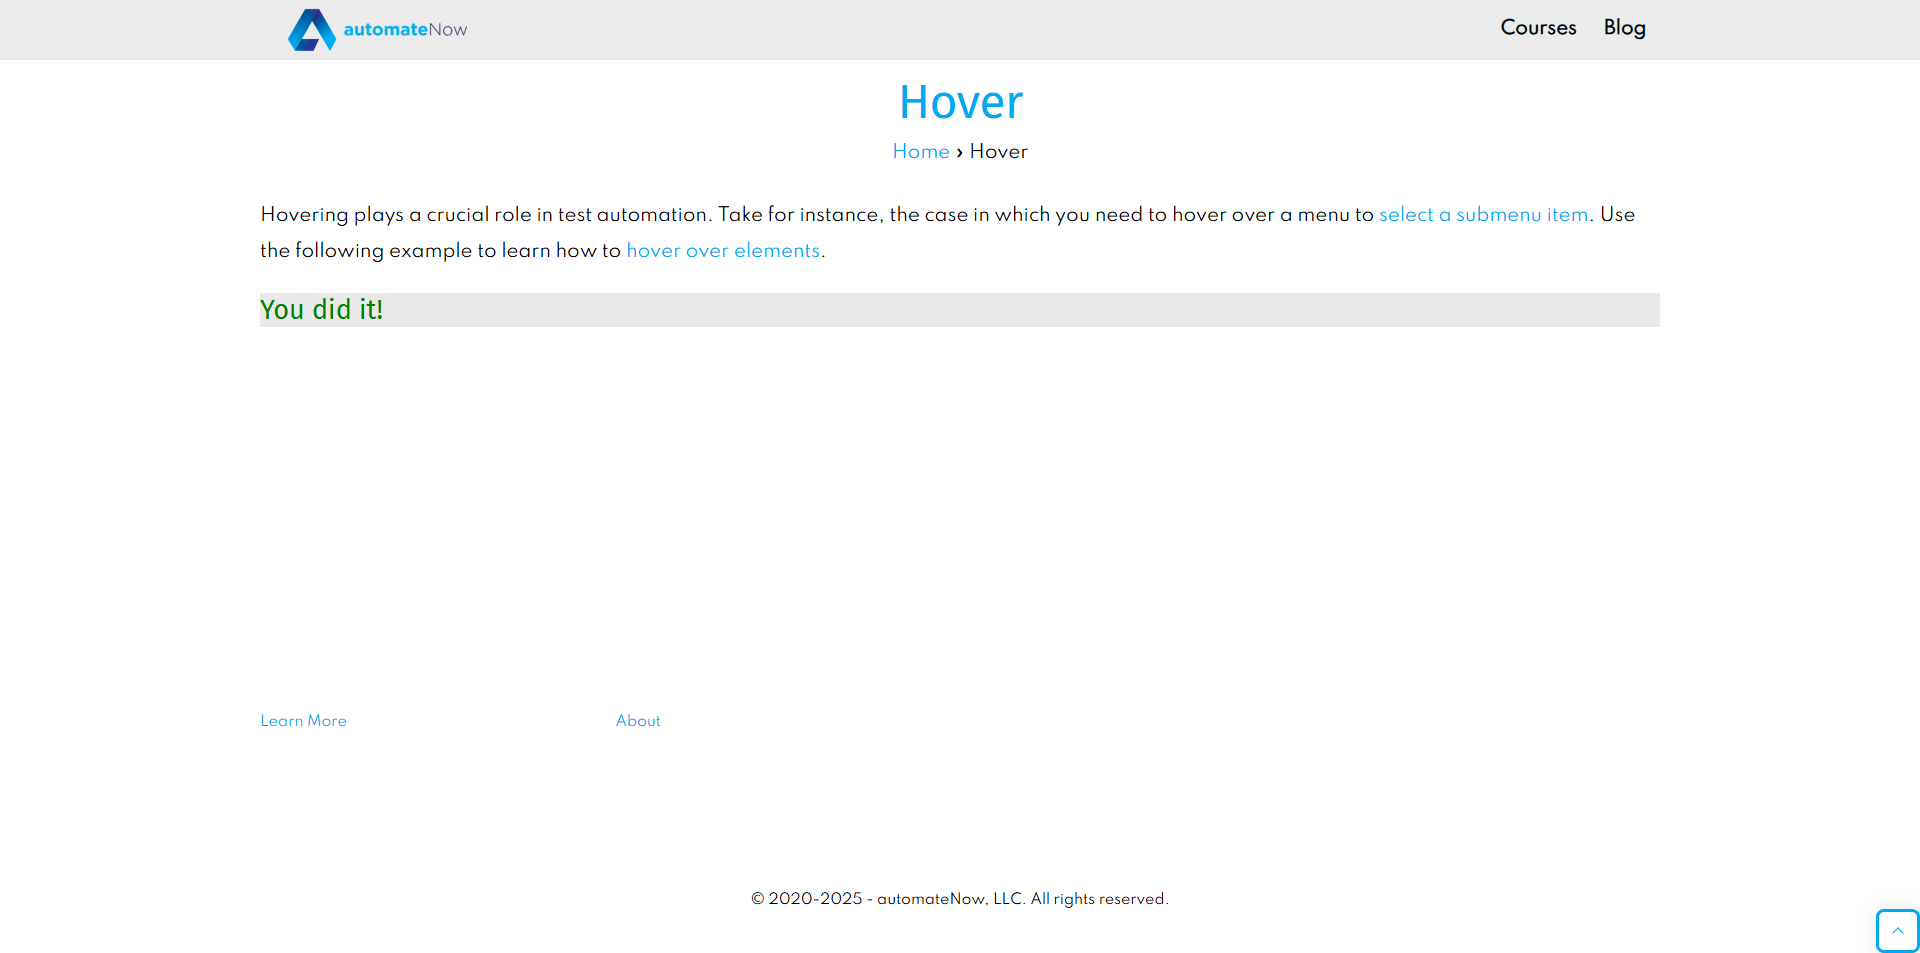 automateNow
Courses
Blog
Hover
Home › Hover
Hovering plays a crucial role in test automation. Take for instance, the case in which you need to hover over a menu to select a submenu item. Use
the following example to learn how to hover over elements.
You did it!
Learn More
About
© 2020-2025 - automateNow, LLC. All rights reserved.